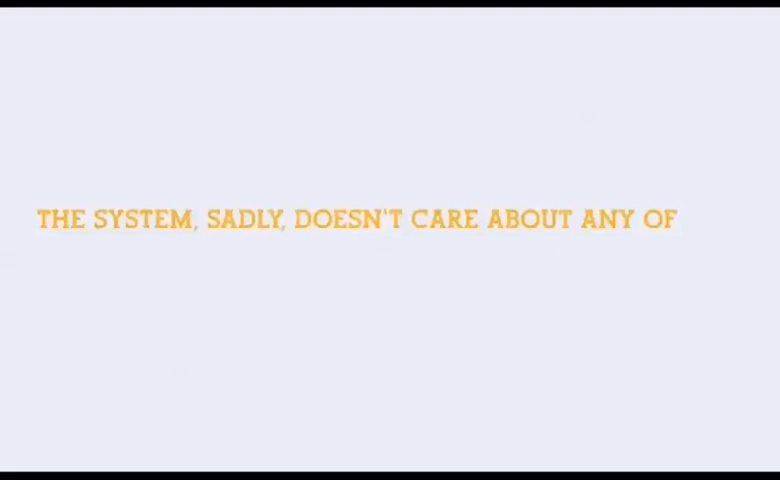 THE SYSTEM, SADLY, DOESN'T CARE ABOUT ANY OF